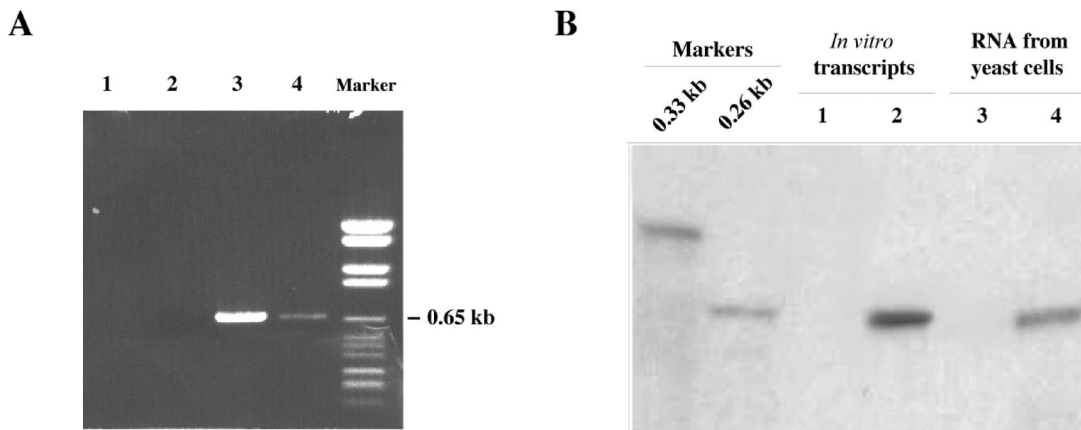 A
1 2 3 4 Marker
– 0.65 kb
B
Markers
In vitro
transcripts
RNA from
yeast cells
0.33 kb 0.26 kb 1 2 3 4